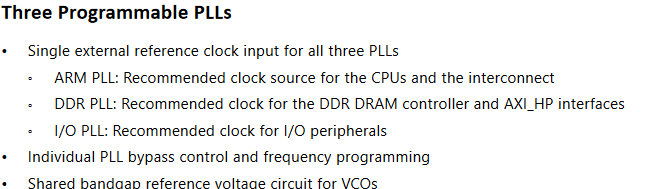 Three Programmable PLLs
• Single external reference clock input for all three PLLs
◦ ARM PLL: Recommended clock source for the CPUs and the interconnect
◦ DDR PLL: Recommended clock for the DDR DRAM controller and AXI_HP interfaces
◦ I/O PLL: Recommended clock for I/O peripherals
• Individual PLL bypass control and frequency programming
• Shared bandgap reference voltage circuit for VCOs